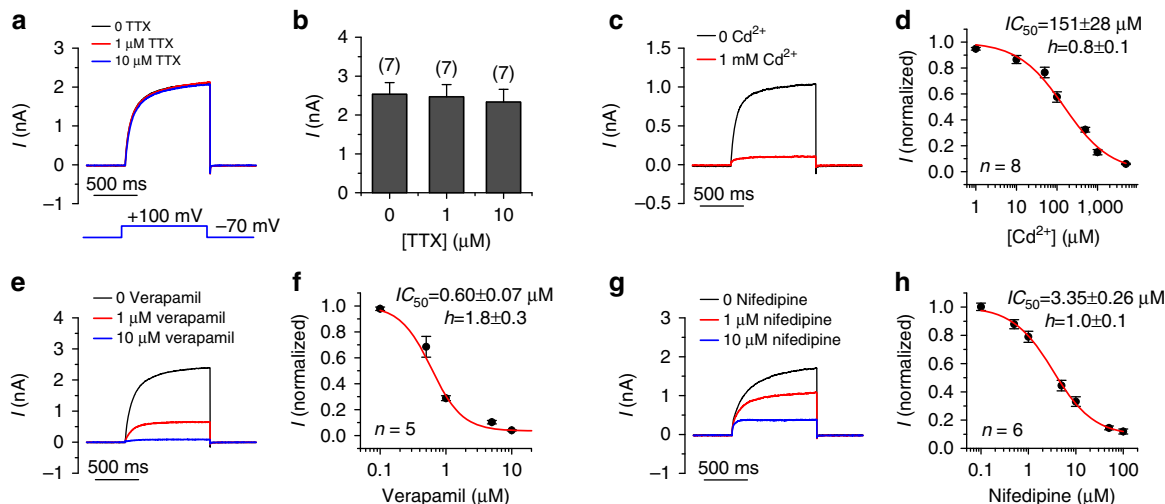 a
0 TTX
1 μM TTX
10 μM TTX
I (nA)
3
2
1
0
−1
500 ms
+100 mV
−70 mV
b
(7)
(7)
(7)
I (nA)
4
3
2
1
0
0
1
10
[TTX] (μM)
c
0 Cd²⁺
1 mM Cd²⁺
I (nA)
1.5
1.0
0.5
0.0
−0.5
500 ms
d
IC₅₀=151±28 μM
h=0.8±0.1
I (normalized)
1.0
0.8
0.6
0.4
0.2
0.0
n = 8
1
10
100
1,000
[Cd²⁺] (μM)
e
0 Verapamil
1 μM verapamil
10 μM verapamil
I (nA)
4
3
2
1
0
−1
500 ms
f
IC₅₀=0.60±0.07 μM
h=1.8±0.3
I (normalized)
1.0
0.8
0.6
0.4
0.2
0.0
n = 5
0.1
1
10
Verapamil (μM)
g
0 Nifedipine
1 μM nifedipine
10 μM nifedipine
I (nA)
3
2
1
0
−1
500 ms
h
IC₅₀=3.35±0.26 μM
h=1.0±0.1
I (normalized)
1.0
0.8
0.6
0.4
0.2
0.0
n = 6
0.1
1
10
100
Nifedipine (μM)